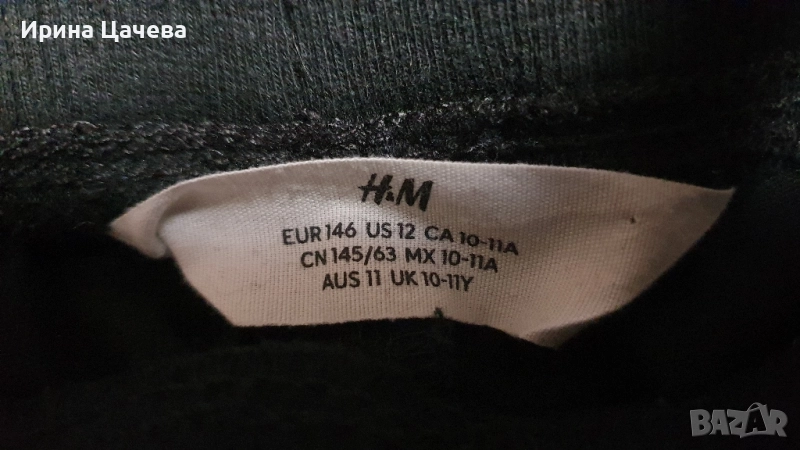 Ирина Цачева
H&M
EUR 146 US 12 CA 10-11A
CN 145/63 MX 10-11A
AUS 11 UK 10-11Y
BAZAR